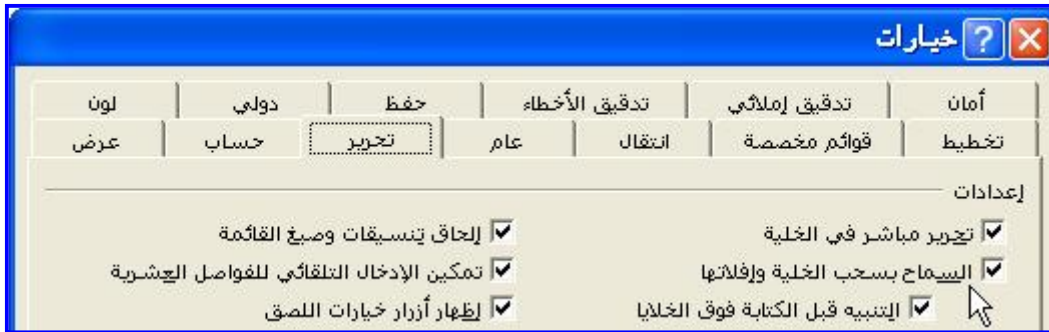 خيارات
أمان تدقيق إملائي تدقيق الأخطاء حفظ دولي لون
تخطيط قوائم مخصصة انتقال عام تحرير حساب عرض
إعدادات
تحرير مباشر في الخلية إلحاق تنسيقات وصيغ القائمة
السماح بسحب الخلية وإفلاتها تمكين الإدخال التلقائي للفواصل العشرية
التنبيه قبل الكتابة فوق الخلايا إظهار أزرار خيارات اللصق